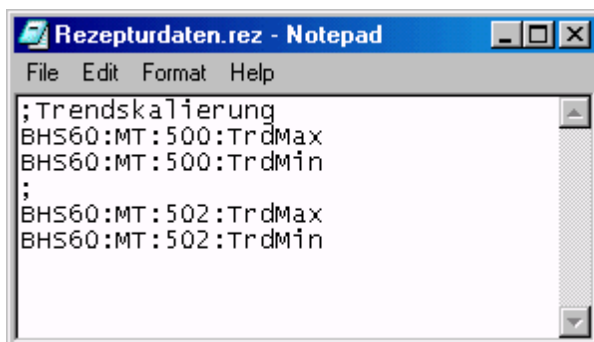 Rezepturdaten.rez - Notepad
File Edit Format Help
;Trendskalierung
BHS60:MT:500:TrdMax
BHS60:MT:500:TrdMin
;
BHS60:MT:502:TrdMax
BHS60:MT:502:TrdMin